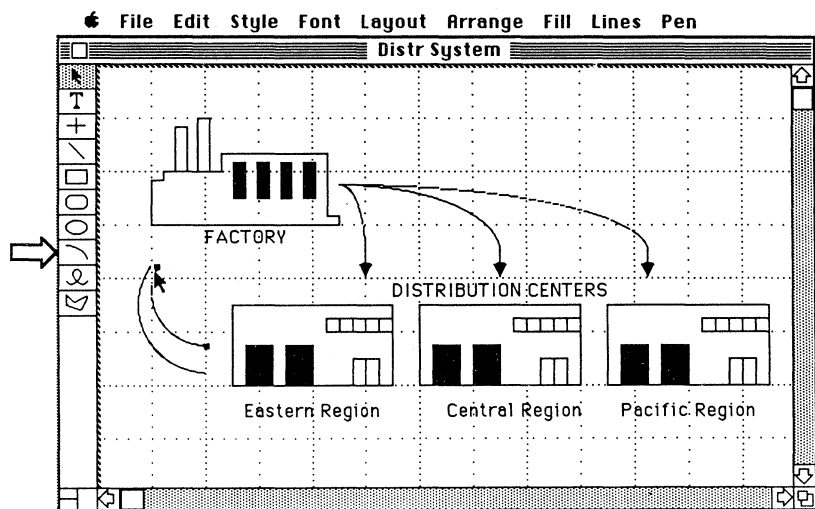 File Edit Style Font Layout Arrange Fill Lines Pen
Distr System
T
FACTORY
DISTRIBUTION CENTERS
Eastern Region Central Region Pacific Region